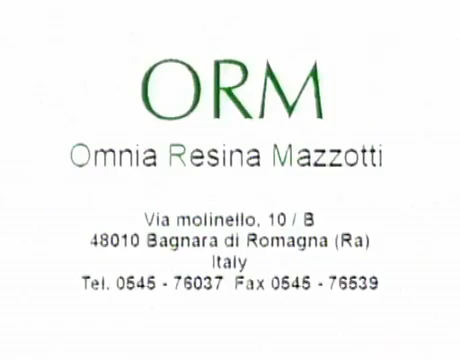 ORM
Omnia Resina Mazzotti
Via molinello, 10 / B
48010 Bagnara di Romagna (Ra)
Italy
Tel. 0545 - 76037 Fax 0545 - 76539